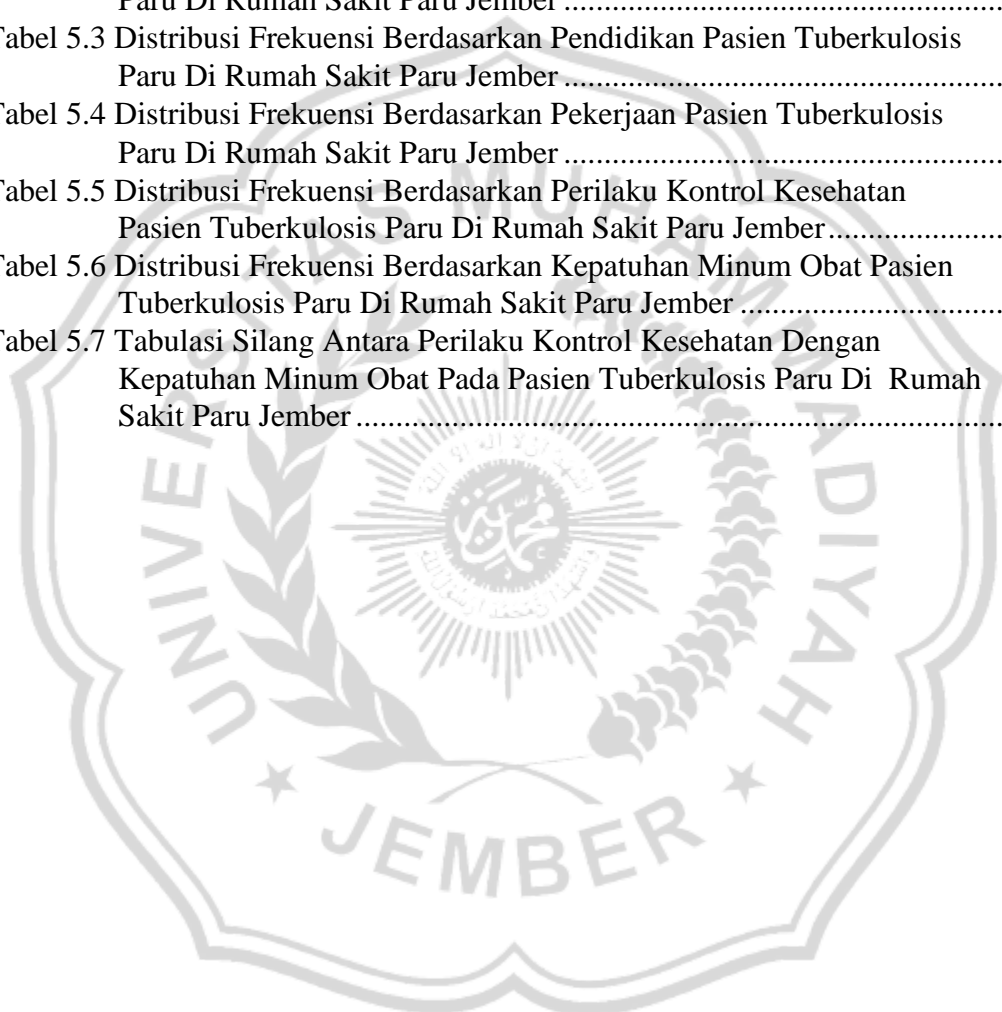 Paru Di Rumah Sakit Paru Jember ........................................................
Tabel 5.3 Distribusi Frekuensi Berdasarkan Pendidikan Pasien Tuberkulosis
Paru Di Rumah Sakit Paru Jember ........................................................
Tabel 5.4 Distribusi Frekuensi Berdasarkan Pekerjaan Pasien Tuberkulosis
Paru Di Rumah Sakit Paru Jember ........................................................
Tabel 5.5 Distribusi Frekuensi Berdasarkan Perilaku Kontrol Kesehatan
Pasien Tuberkulosis Paru Di Rumah Sakit Paru Jember ......................
Tabel 5.6 Distribusi Frekuensi Berdasarkan Kepatuhan Minum Obat Pasien
Tuberkulosis Paru Di Rumah Sakit Paru Jember .................................
Tabel 5.7 Tabulasi Silang Antara Perilaku Kontrol Kesehatan Dengan
Kepatuhan Minum Obat Pada Pasien Tuberkulosis Paru Di Rumah
Sakit Paru Jember .................................................................................
UNIVERSITAS MUHAMMADIYAH
JEMBER